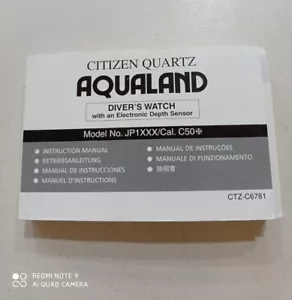 CITIZEN QUARTZ
AQUALAND
DIVER'S WATCH
with an Electronic Depth Sensor
Model No. JP1XXX/Cal. C50❉
● INSTRUCTION MANUAL
● BETRIEBSANLEITUNG
● MANUAL DE INSTRUCCIONES
● MANUEL D'INSTRUCTIONS
● MANUAL DE INSTRUÇÕES
● MANUALE DI FUNZIONAMENTO
● 説明書
CTZ-C6781
REDMI NOTE 9
AI QUAD CAMERA